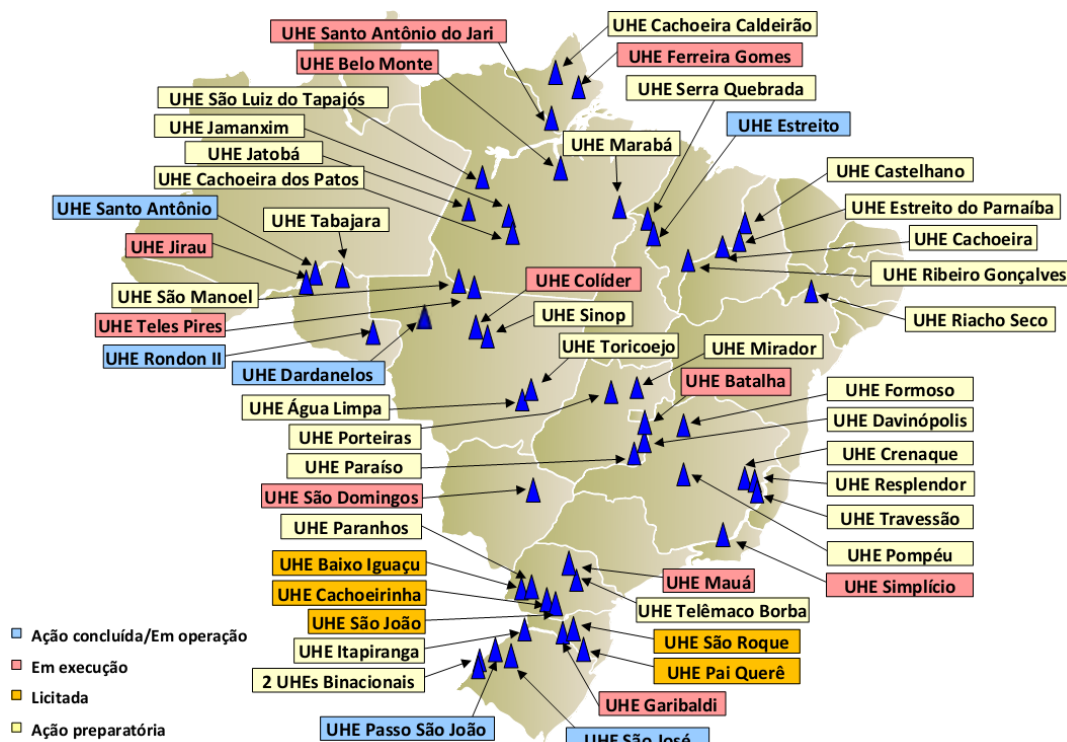 UHE Cachoeira Caldeirão
UHE Santo Antônio do Jari
UHE Ferreira Gomes
UHE Belo Monte
UHE Serra Quebrada
UHE São Luiz do Tapajós
UHE Estreito
UHE Jamanxim
UHE Marabá
UHE Jatobá
UHE Castelhano
UHE Cachoeira dos Patos
UHE Santo Antônio
UHE Estreito do Parnaíba
UHE Tabajara
UHE Jirau
UHE Cachoeira
UHE Ribeiro Gonçalves
UHE São Manoel
UHE Colíder
UHE Sinop
UHE Riacho Seco
UHE Teles Pires
UHE Toricoejo
UHE Mirador
UHE Rondon II
UHE Dardanelos
UHE Batalha
UHE Formoso
UHE Água Limpa
UHE Davinópolis
UHE Porteiras
UHE Crenaque
UHE Paraíso
UHE Resplendor
UHE São Domingos
UHE Travessão
UHE Paranhos
UHE Pompéu
UHE Baixo Iguaçu
UHE Mauá
UHE Simplício
UHE Cachoeirinha
UHE Telêmaco Borba
UHE São João
UHE São Roque
UHE Itapiranga
UHE Pai Querê
2 UHEs Binacionais
UHE Garibaldi
UHE Passo São João
UHE São José
Ação concluída/Em operação
Em execução
Licitada
Ação preparatória